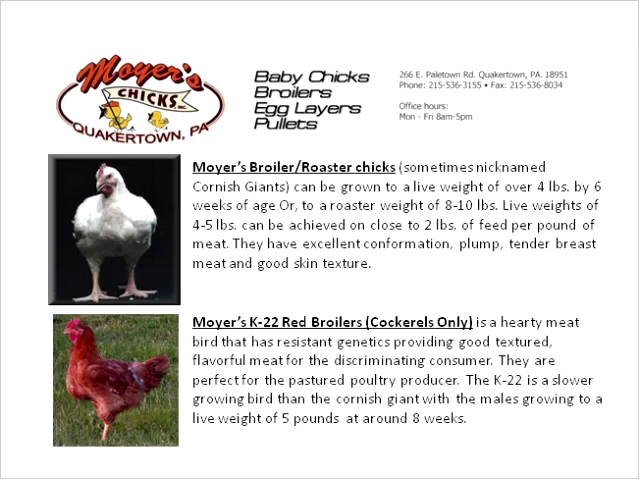 Moyer's
CHICKS, INC.
QUAKERTOWN, PA
Baby Chicks
Broilers
Egg Layers
Pullets
266 E. Paletown Rd. Quakertown, PA. 18951
Phone: 215-536-3155 • Fax: 215-536-8034
Office hours:
Mon - Fri 8am-5pm
Moyer's Broiler/Roaster chicks (sometimes nicknamed
Cornish Giants) can be grown to a live weight of over 4 lbs. by 6
weeks of age Or, to a roaster weight of 8-10 lbs. Live weights of
4-5 lbs. can be achieved on close to 2 lbs. of feed per pound of
meat. They have excellent conformation, plump, tender breast
meat and good skin texture.
Moyer's K-22 Red Broilers (Cockerels Only) is a hearty meat
bird that has resistant genetics providing good textured,
flavorful meat for the discriminating consumer. They are
perfect for the pastured poultry producer. The K-22 is a slower
growing bird than the cornish giant with the males growing to a
live weight of 5 pounds at around 8 weeks.